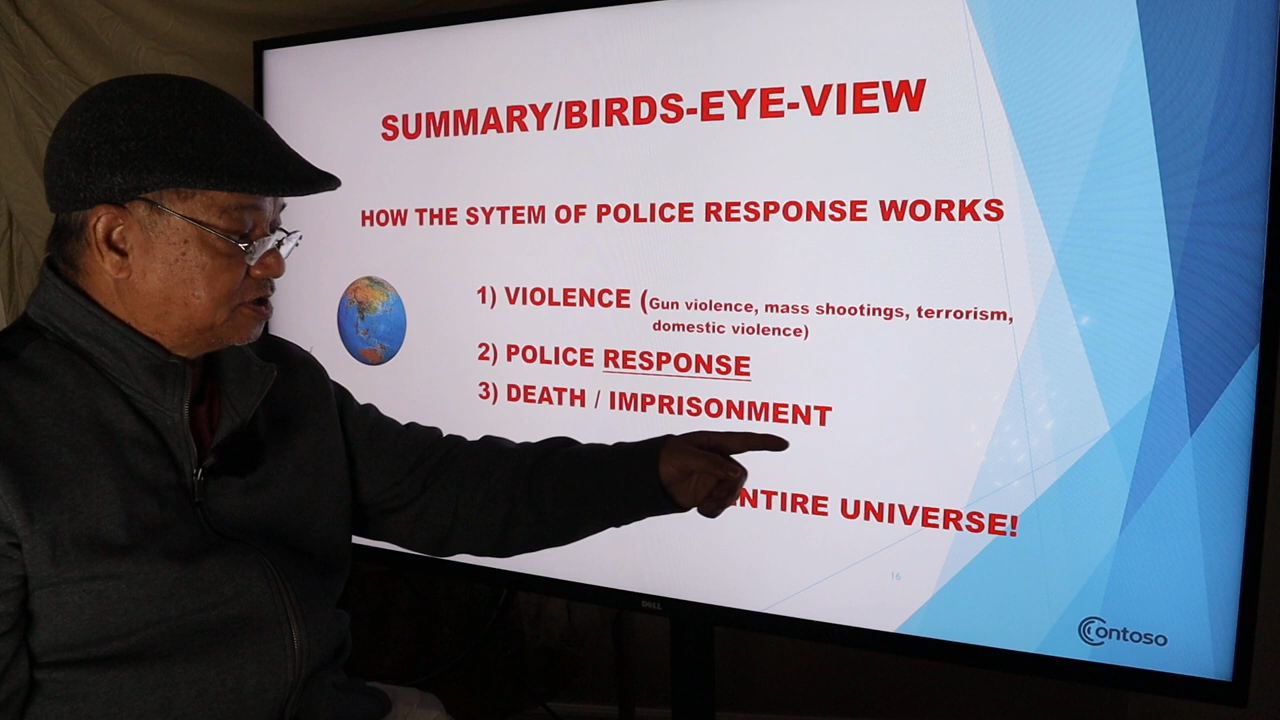 SUMMARY/BIRDS-EYE-VIEW
HOW THE SYTEM OF POLICE RESPONSE WORKS
1) VIOLENCE (Gun violence, mass shootings, terrorism,
domestic violence)
2) POLICE RESPONSE
3) DEATH / IMPRISONMENT
UNIVERSE!
16
Contoso
DELL